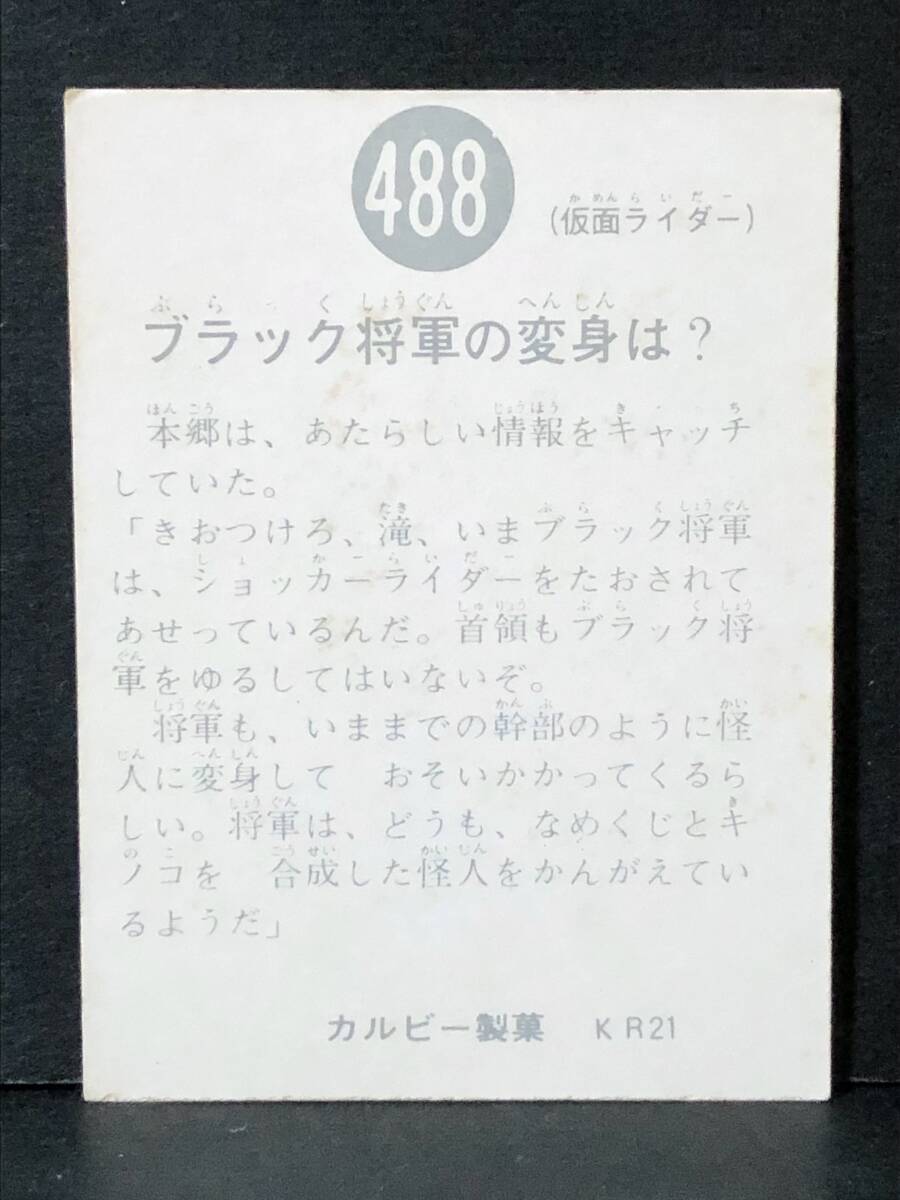 488
(仮面ライダー)
ブラック将軍の変身は?
本郷は、あたらしい情報をキャッチ
していた。
「きおつけろ、滝、いまブラック将軍
は、ショッカーライダーをたおされて
あせっているんだ。首領もブラック将
軍をゆるしてはいないぞ。
将軍も、いままでの幹部のように怪
人に変身して　おそいかかってくるら
しい。将軍は、どうも、なめくじとキ
ノコを　合成した怪人をかんがえてい
るようだ」
カルビー製菓　KR21